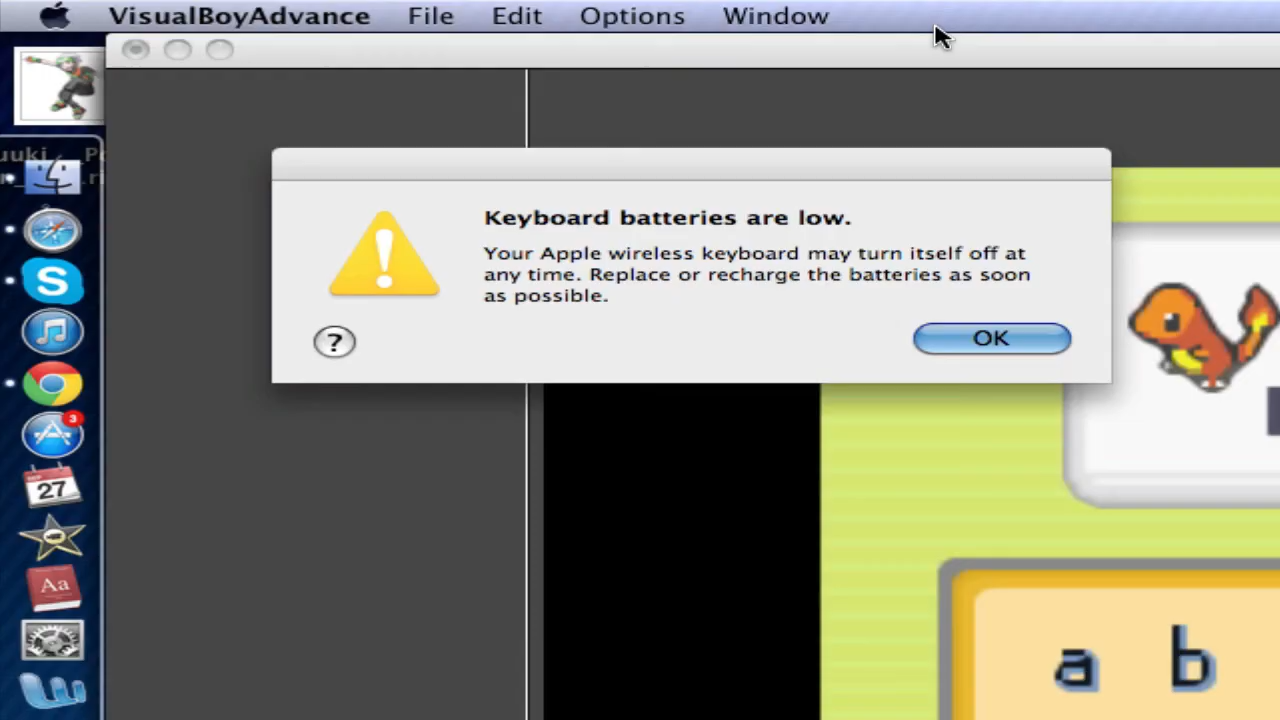 VisualBoyAdvance File Edit Options Window
Keyboard batteries are low.
Your Apple wireless keyboard may turn itself off at
any time. Replace or recharge the batteries as soon
as possible.
?
OK
3
27
Aa
a b